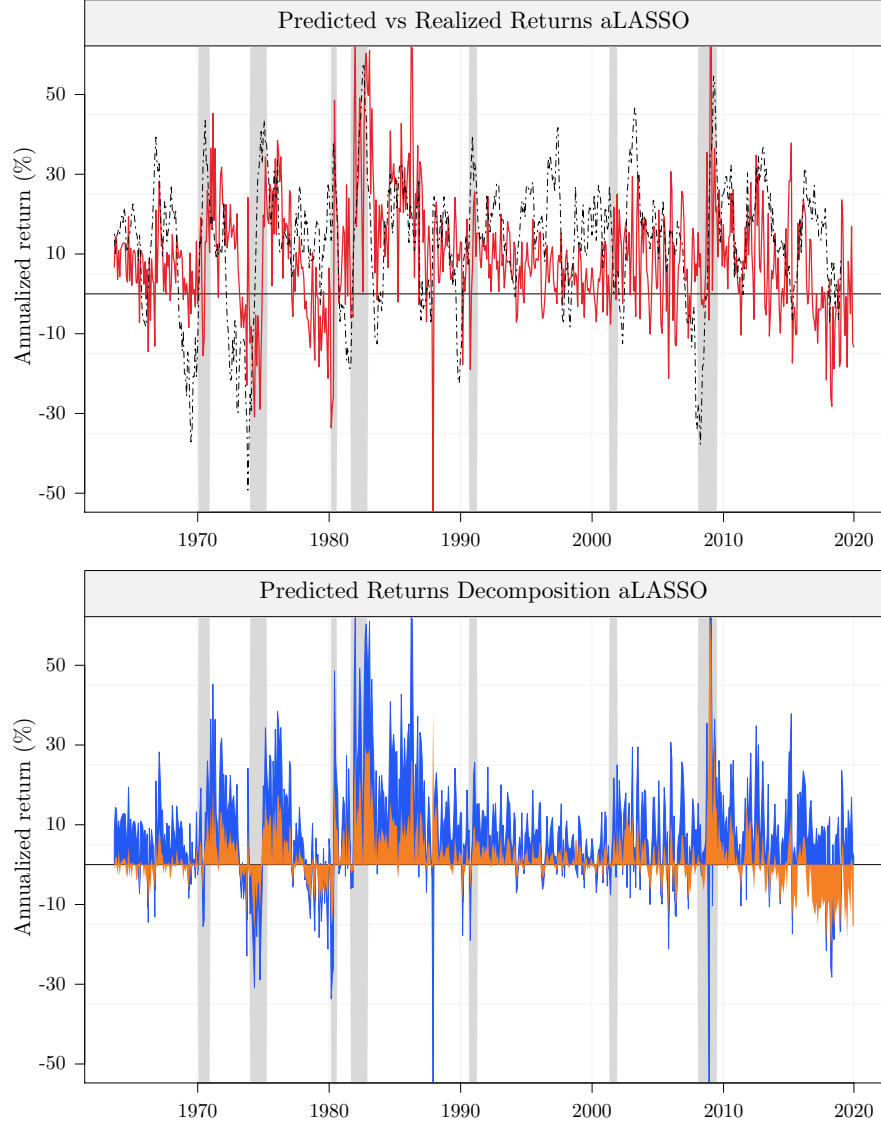 Predicted vs Realized Returns aLASSO
Annualized return (%)
50
30
10
-10
-30
-50
1970 1980 1990 2000 2010 2020
Predicted Returns Decomposition aLASSO
Annualized return (%)
50
30
10
-10
-30
-50
1970 1980 1990 2000 2010 2020